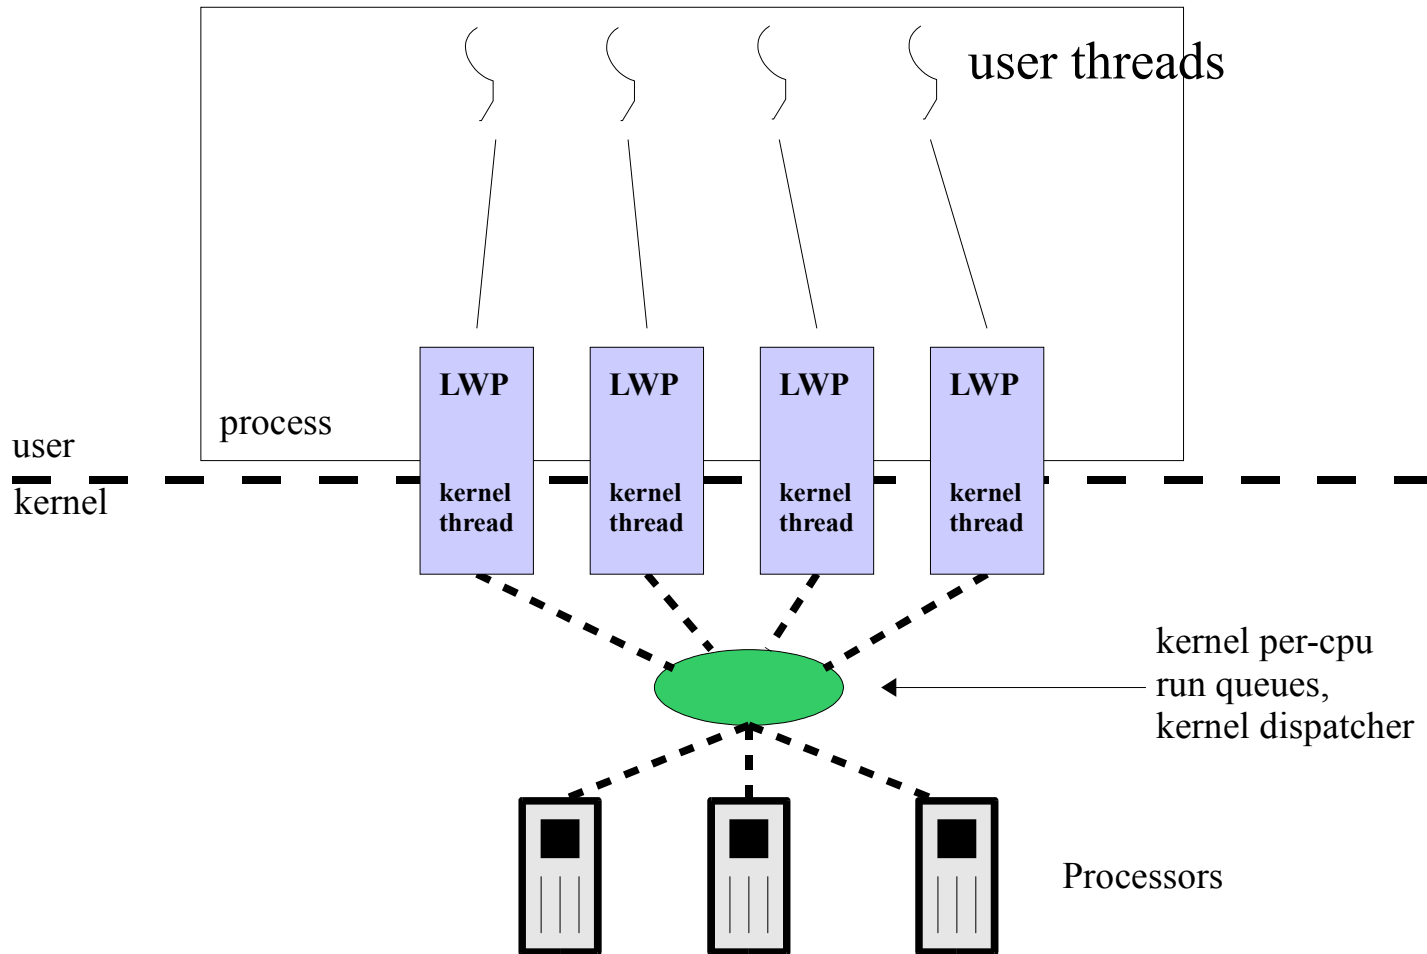 user threads
LWP
LWP
LWP
LWP
process
user
kernel
kernel
thread
kernel
thread
kernel
thread
kernel
thread
kernel per-cpu
run queues,
kernel dispatcher
Processors